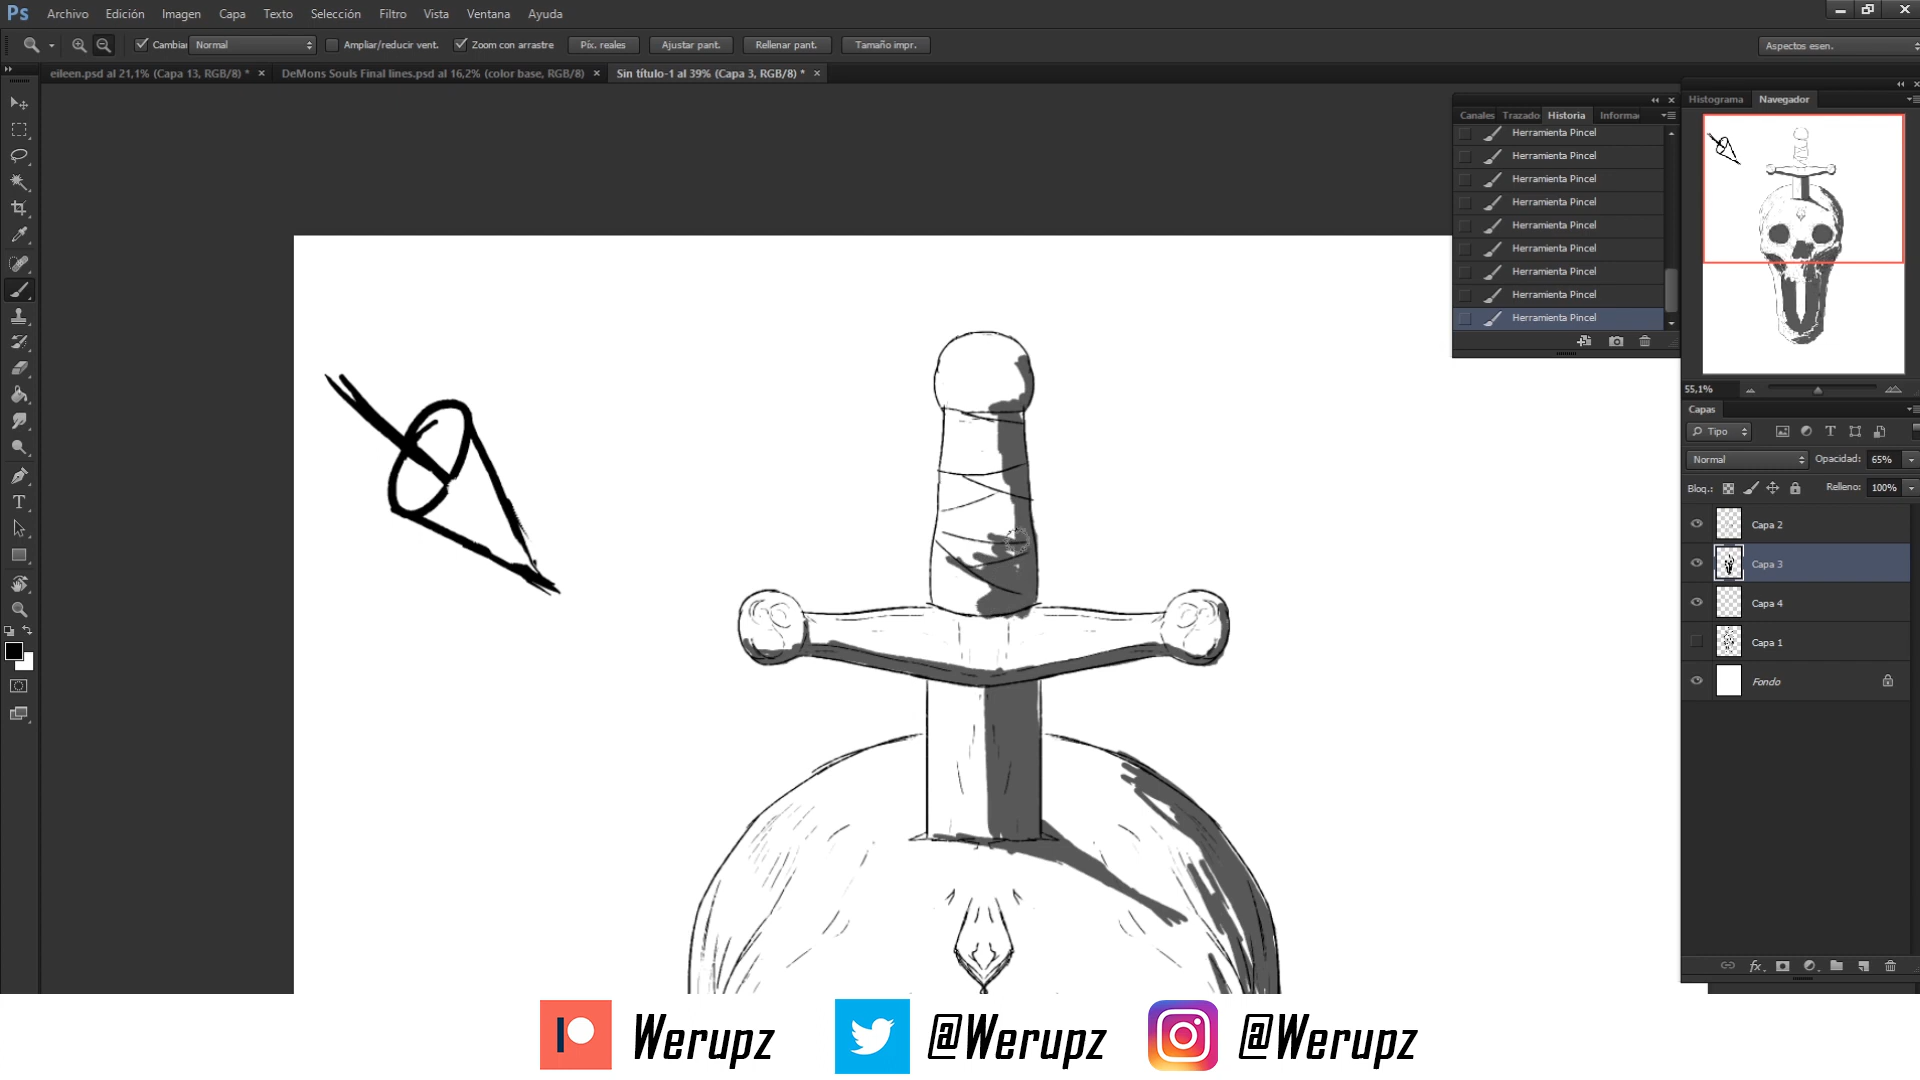 Ps Archivo Edición Imagen Capa Texto Selección Filtro Vista Ventana Ayuda
Cambiar Normal Ampliar/reducir vent. Zoom con arrastre Píx. reales Ajustar pant. Rellenar pant. Tamaño impr. Aspectos esen.
eileen.psd al 21,1% (Capa 13, RGB/8) * × DeMons Souls Final lines.psd al 16,2% (color base, RGB/8) × Sin título-1 al 39% (Capa 3, RGB/8) * ×
Histograma Navegador
Canales Trazado Historia Informa
Herramienta Pincel
Herramienta Pincel
Herramienta Pincel
Herramienta Pincel
Herramienta Pincel
Herramienta Pincel
Herramienta Pincel
Herramienta Pincel
Herramienta Pincel
55,1%
Capas
Tipo
Normal Opacidad: 65%
Bloq.: Relleno: 100%
Capa 2
Capa 3
Capa 4
Capa 1
Fondo
fx
Werupz @Werupz @Werupz